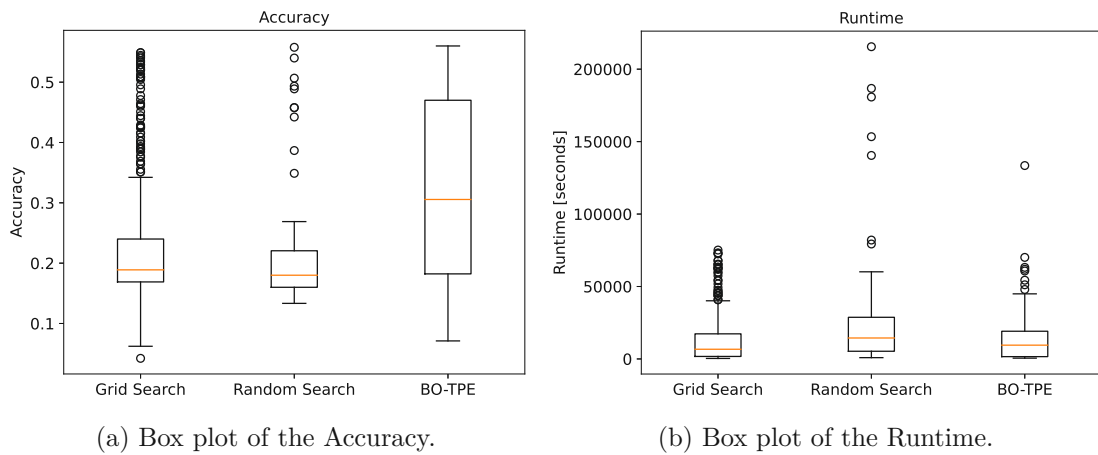 Accuracy
Accuracy
0.5
0.4
0.3
0.2
0.1
Grid Search Random Search BO-TPE
(a) Box plot of the Accuracy.
Runtime
Runtime [seconds]
200000
150000
100000
50000
0
Grid Search Random Search BO-TPE
(b) Box plot of the Runtime.